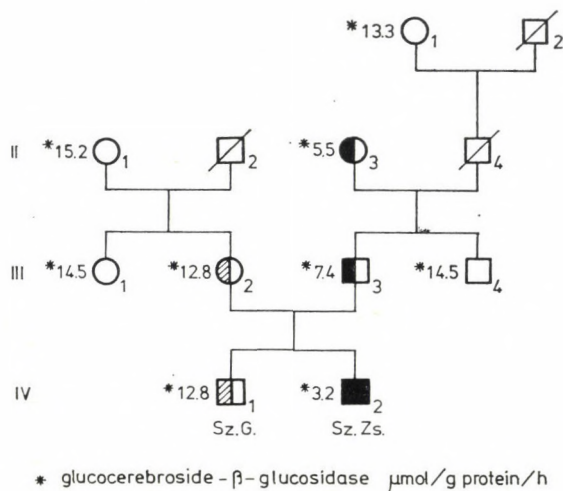 * 13.3 1 2
II * 15.2 1 2 * 5.5 3 4
III * 14.5 1 * 12.8 2 * 7.4 3 * 14.5 4
IV * 12.8 1 * 3.2 2
Sz. G. Sz. Zs.
* glucocerebroside - β - glucosidase μmol / g protein / h